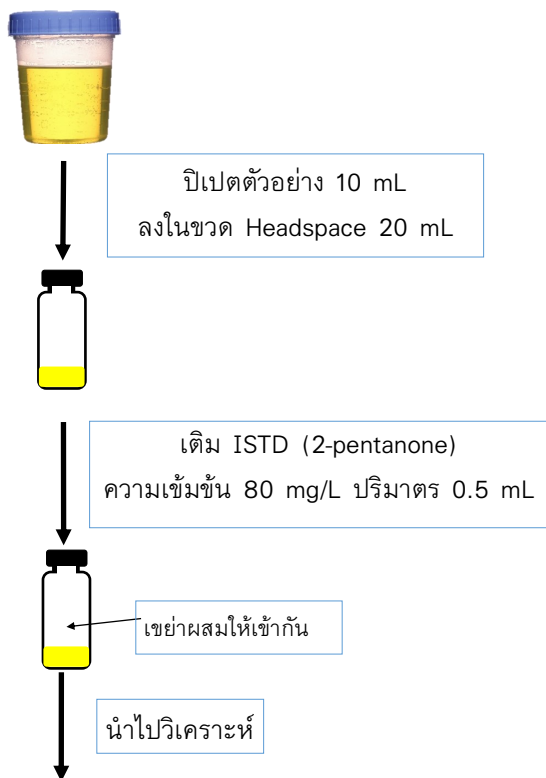 ปิเปตตัวอย่าง 10 mL
ลงในขวด Headspace 20 mL
เติม ISTD (2-pentanone)
ความเข้มข้น 80 mg/L ปริมาตร 0.5 mL
เขย่าผสมให้เข้ากัน
นำไปวิเคราะห์